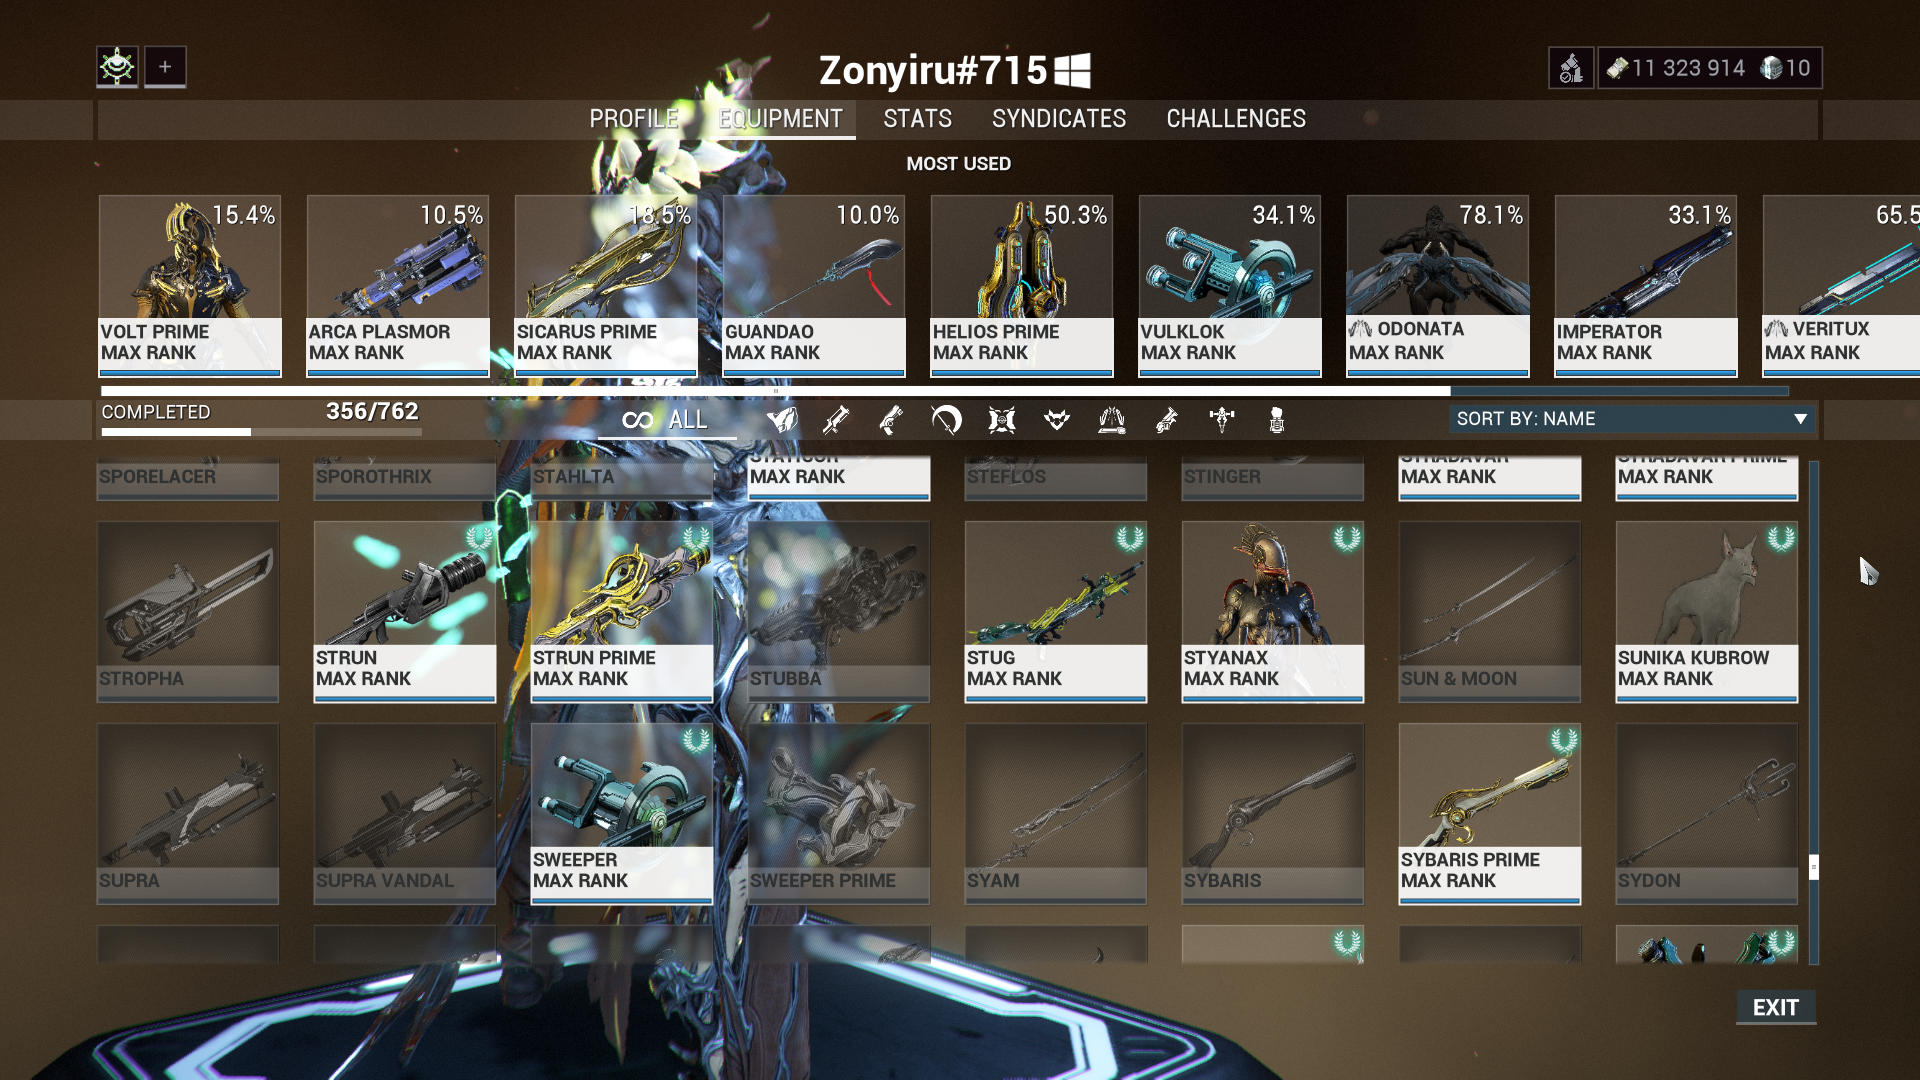 Zonyiru#715
+
11 323 914 10
PROFILE EQUIPMENT STATS SYNDICATES CHALLENGES
MOST USED
15.4% 10.5% 18.5% 10.0% 50.3% 34.1% 78.1% 33.1% 65.5
VOLT PRIME ARCA PLASMOR SICARUS PRIME GUANDAO HELIOS PRIME VULKLOK ODONATA IMPERATOR VERITUX
MAX RANK MAX RANK MAX RANK MAX RANK MAX RANK MAX RANK MAX RANK MAX RANK MAX RANK
COMPLETED 356/762 ALL SORT BY: NAME
STRADAVAR STRADAVAR PRIME
SPORELACER SPOROTHRIX STAHLTA MAX RANK STEFLOS STINGER MAX RANK MAX RANK
STRUN STRUN PRIME STUG STYANAX SUNIKA KUBROW
STROPHA MAX RANK MAX RANK STUBBA MAX RANK MAX RANK SUN & MOON MAX RANK
SWEEPER SYBARIS PRIME
SUPRA SUPRA VANDAL MAX RANK SWEEPER PRIME SYAM SYBARIS MAX RANK SYDON
EXIT